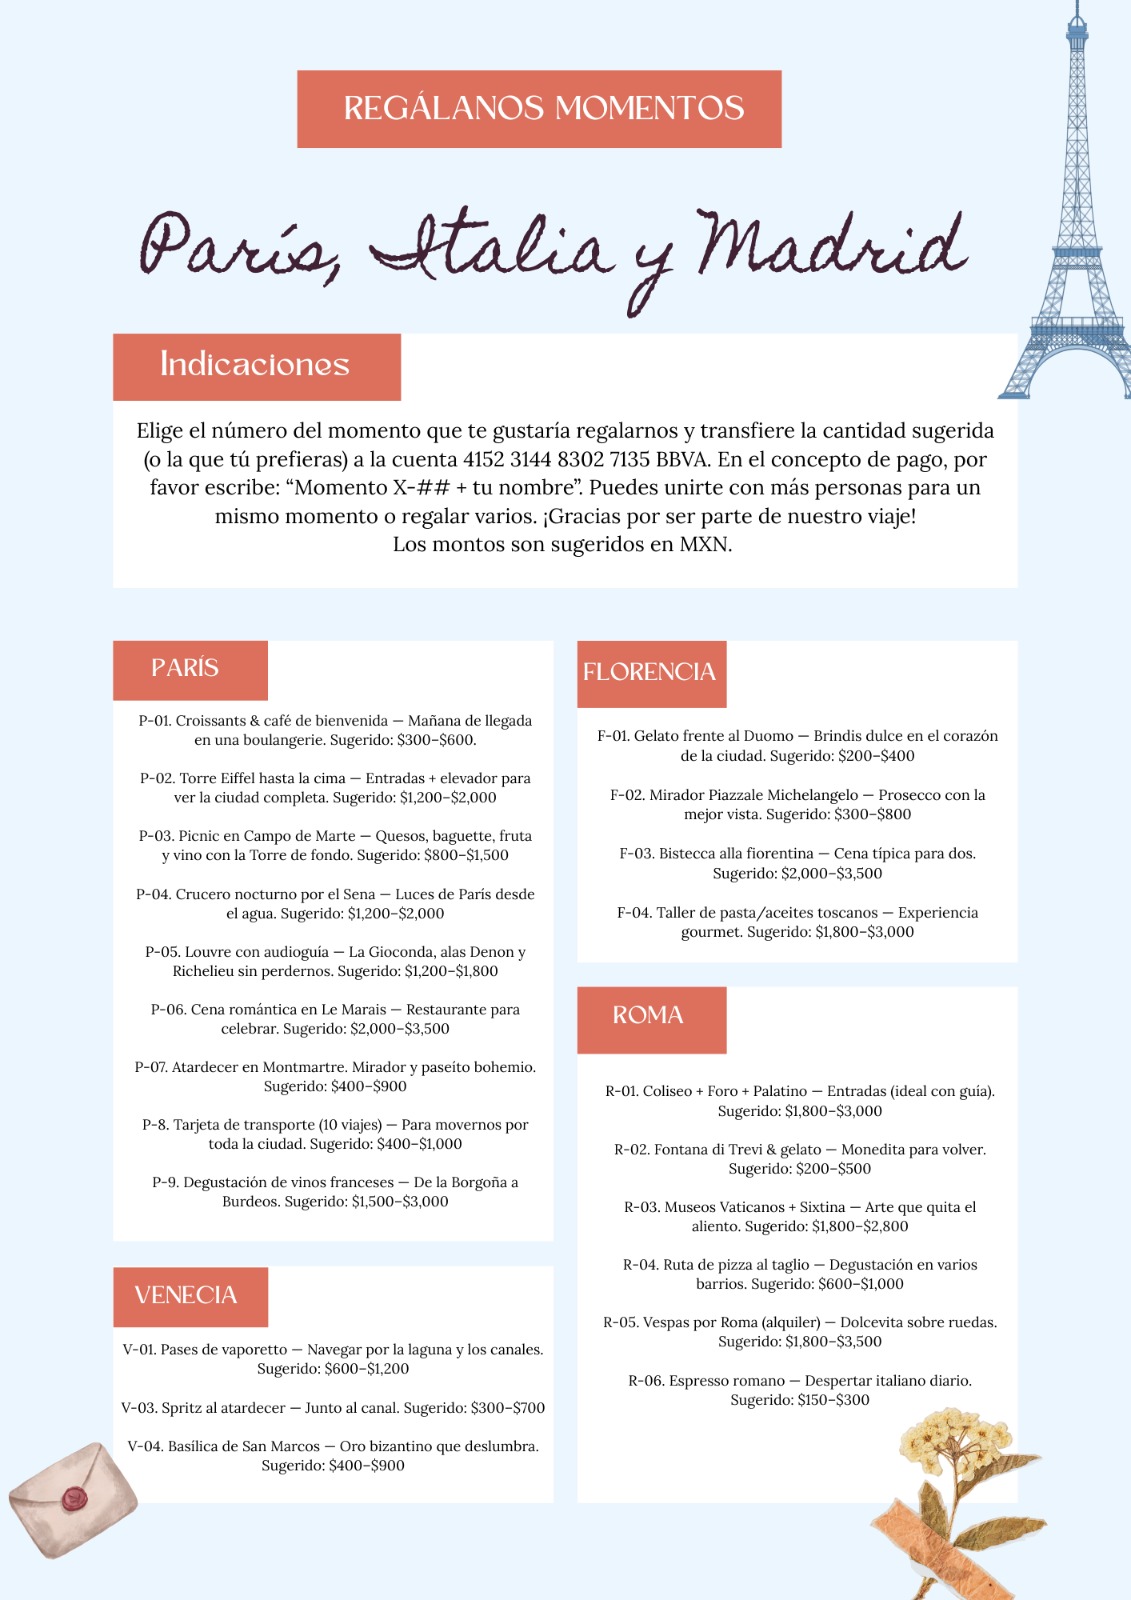 REGÁLANOS MOMENTOS
París, Italia y Madrid
Indicaciones
Elige el número del momento que te gustaría regalarnos y transfiere la cantidad sugerida
(o la que tú prefieras) a la cuenta 4152 3144 8302 7135 BBVA. En el concepto de pago, por
favor escribe: “Momento X-## + tu nombre”. Puedes unirte con más personas para un
mismo momento o regalar varios. ¡Gracias por ser parte de nuestro viaje!
Los montos son sugeridos en MXN.
PARÍS
P-01. Croissants & café de bienvenida — Mañana de llegada
en una boulangerie. Sugerido: $300–$600.
P-02. Torre Eiffel hasta la cima — Entradas + elevador para
ver la ciudad completa. Sugerido: $1,200–$2,000
P-03. Picnic en Campo de Marte — Quesos, baguette, fruta
y vino con la Torre de fondo. Sugerido: $800–$1,500
P-04. Crucero nocturno por el Sena — Luces de París desde
el agua. Sugerido: $1,200–$2,000
P-05. Louvre con audioguía — La Gioconda, alas Denon y
Richelieu sin perdernos. Sugerido: $1,200–$1,800
P-06. Cena romántica en Le Marais — Restaurante para
celebrar. Sugerido: $2,000–$3,500
P-07. Atardecer en Montmartre. Mirador y paseíto bohemio.
Sugerido: $400–$900
P-8. Tarjeta de transporte (10 viajes) — Para movernos por
toda la ciudad. Sugerido: $400–$1,000
P-9. Degustación de vinos franceses — De la Borgoña a
Burdeos. Sugerido: $1,500–$3,000
VENECIA
V-01. Pases de vaporetto — Navegar por la laguna y los canales.
Sugerido: $600–$1,200
V-03. Spritz al atardecer — Junto al canal. Sugerido: $300–$700
V-04. Basílica de San Marcos — Oro bizantino que deslumbra.
Sugerido: $400–$900
FLORENCIA
F-01. Gelato frente al Duomo — Brindis dulce en el corazón
de la ciudad. Sugerido: $200–$400
F-02. Mirador Piazzale Michelangelo — Prosecco con la
mejor vista. Sugerido: $300–$800
F-03. Bistecca alla fiorentina — Cena típica para dos.
Sugerido: $2,000–$3,500
F-04. Taller de pasta/aceites toscanos — Experiencia
gourmet. Sugerido: $1,800–$3,000
ROMA
R-01. Coliseo + Foro + Palatino — Entradas (ideal con guía).
Sugerido: $1,800–$3,000
R-02. Fontana di Trevi & gelato — Monedita para volver.
Sugerido: $200–$500
R-03. Museos Vaticanos + Sixtina — Arte que quita el
aliento. Sugerido: $1,800–$2,800
R-04. Ruta de pizza al taglio — Degustación en varios
barrios. Sugerido: $600–$1,000
R-05. Vespas por Roma (alquiler) — Dolcevita sobre ruedas.
Sugerido: $1,800–$3,500
R-06. Espresso romano — Despertar italiano diario.
Sugerido: $150–$300